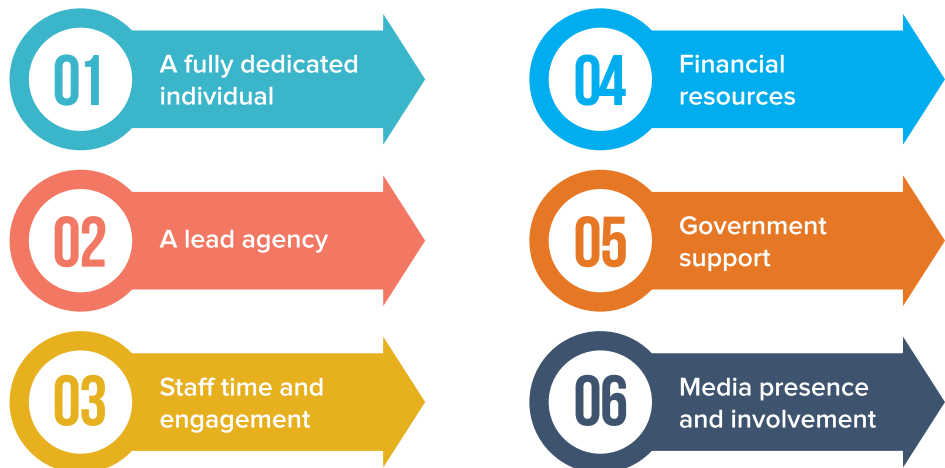 01
A fully dedicated
individual
02
A lead agency
03
Staff time and
engagement
04
Financial
resources
05
Government
support
06
Media presence
and involvement